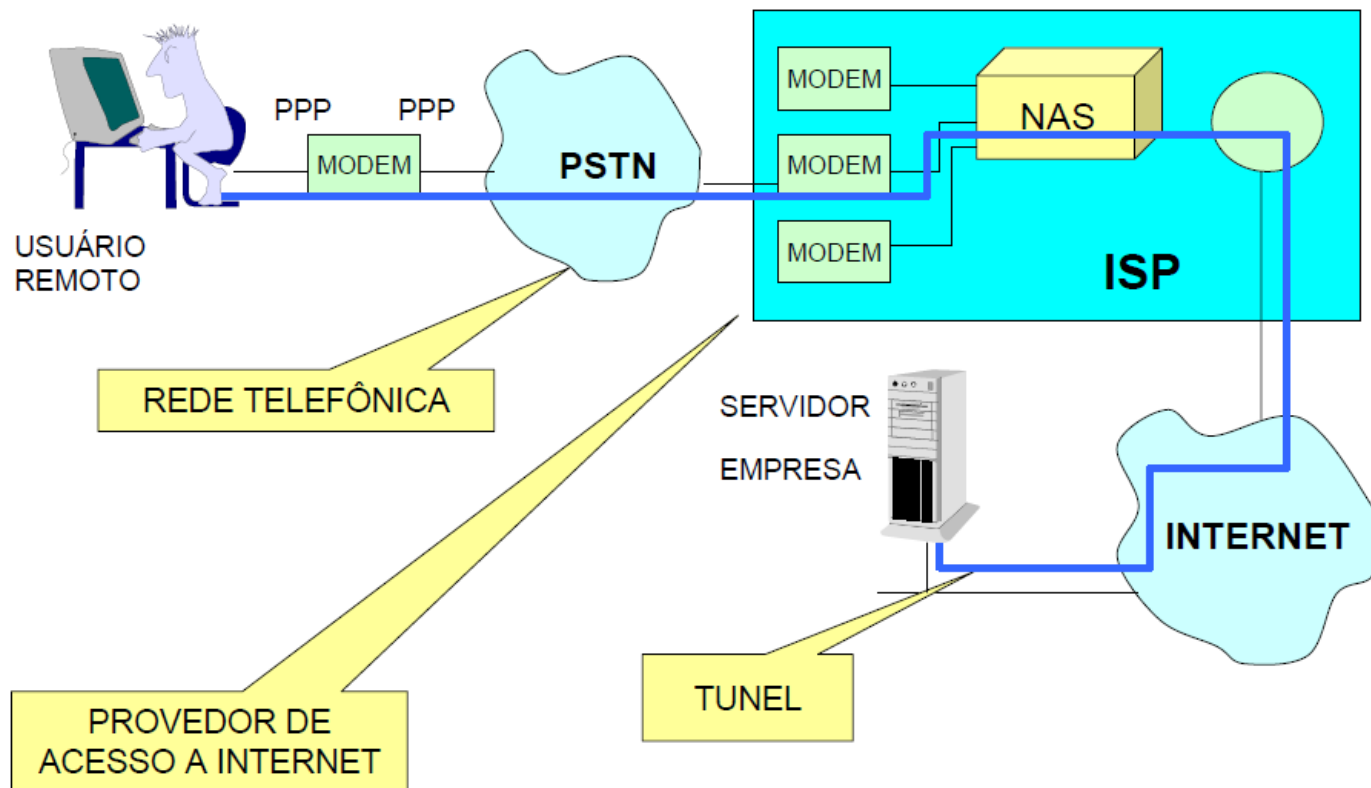 PPP
PPP
MODEM
PSTN
USUÁRIO
REMOTO
MODEM
MODEM
MODEM
NAS
ISP
REDE TELEFÔNICA
SERVIDOR
EMPRESA
INTERNET
TUNEL
PROVEDOR DE
ACESSO A INTERNET